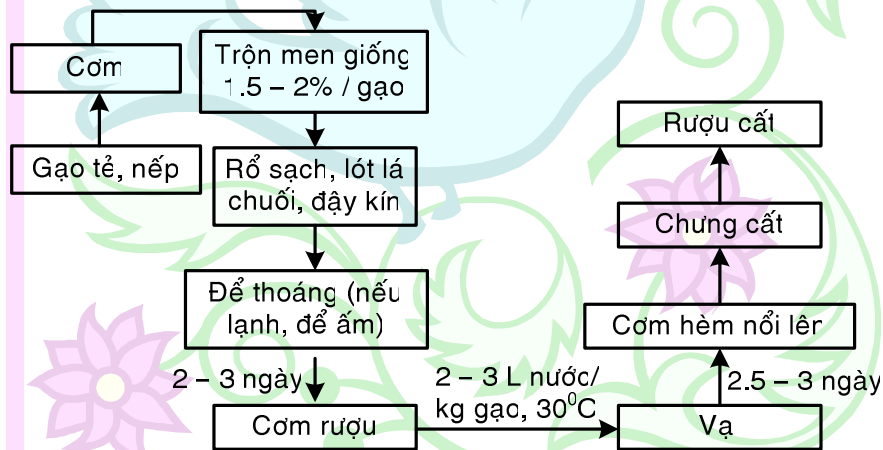 Gạo tẻ, nếp
Cơm
Trộn men giống
1.5 – 2% / gạo
Rổ sạch, lót lá
chuối, đậy kín
Để thoáng (nếu
lạnh, để ấm)
2 – 3 ngày
Cơm rượu
2 – 3 L nước/
kg gạo, 30⁰C
Vạ
2.5 – 3 ngày
Cơm hèm nổi lên
Chưng cất
Rượu cất